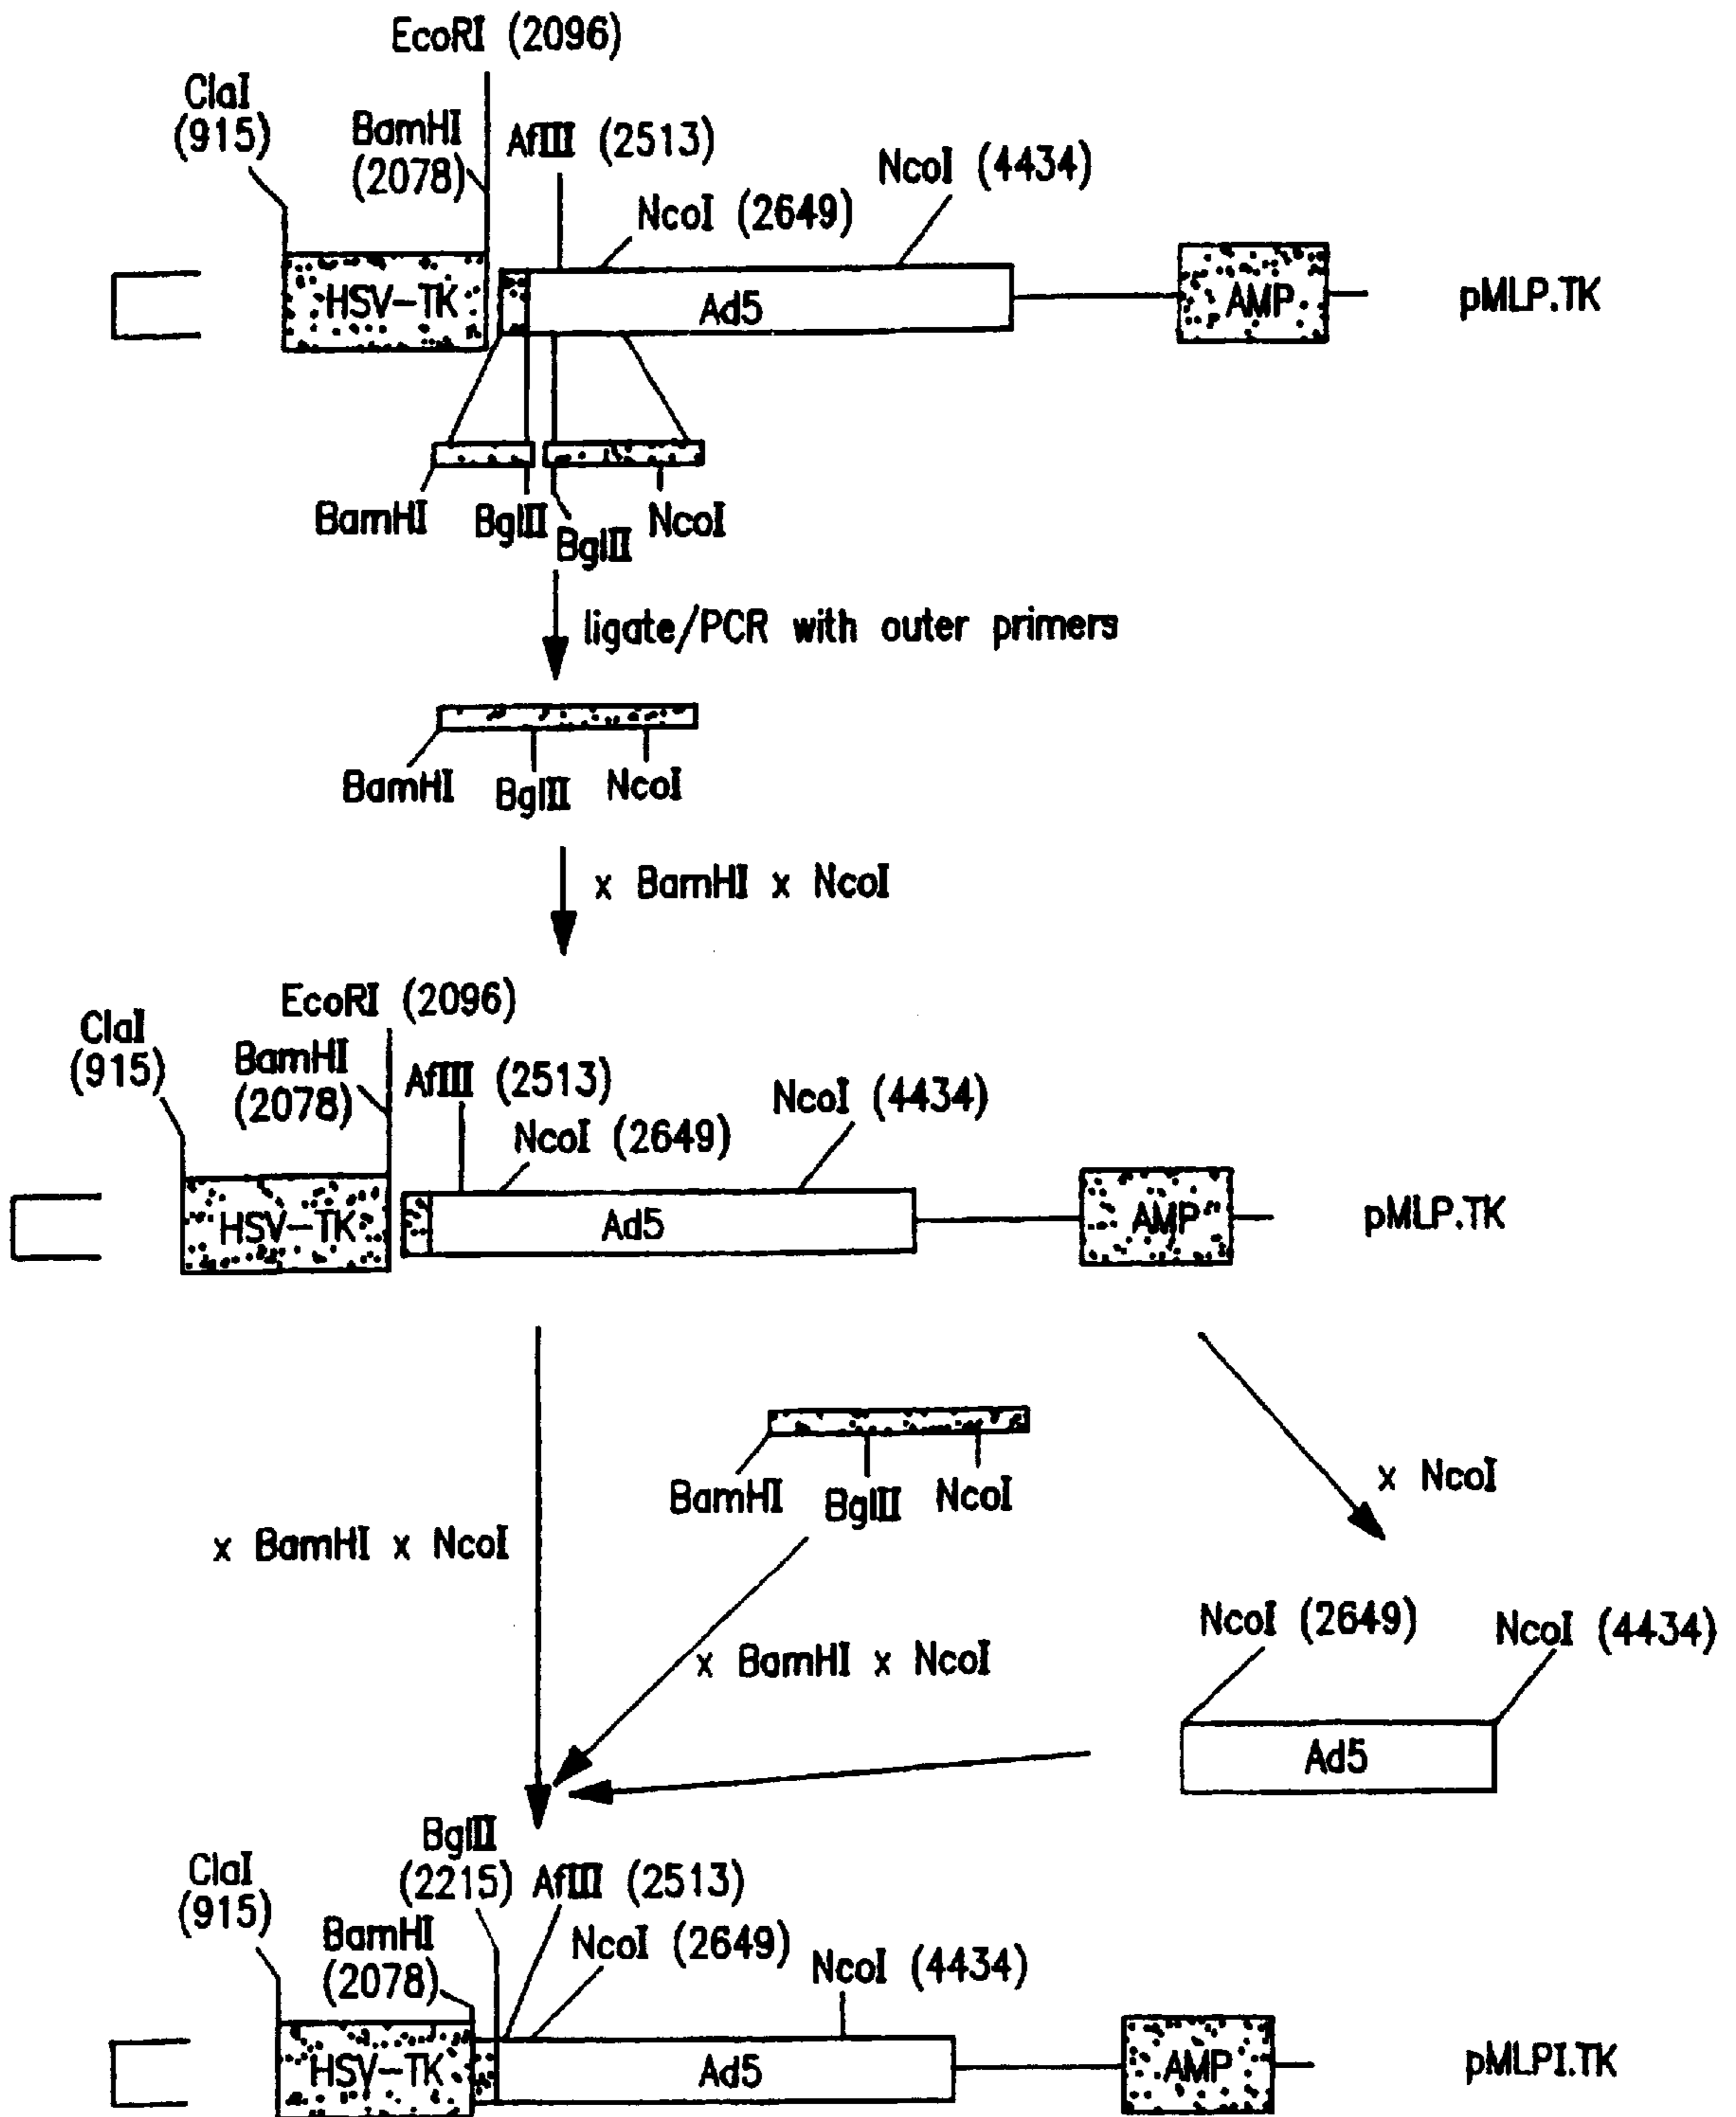 EcoRI (2096)
ClaI
(915)
BamHI
(2078)
AflII (2513)
NcoI (2649)
NcoI (4434)
HSV-TK
Ad5
AMP
pMLP.TK
BamHI
BglII
BglII
NcoI
ligate/PCR with outer primers
BamHI
BglII
NcoI
x BamHI x NcoI
EcoRI (2096)
ClaI
(915)
BamHI
(2078)
AflII (2513)
NcoI (2649)
NcoI (4434)
HSV-TK
Ad5
AMP
pMLP.TK
BamHI
BglII
NcoI
x NcoI
x BamHI x NcoI
x BamHI x NcoI
NcoI (2649)
NcoI (4434)
Ad5
BglII
(2215)
AflII (2513)
ClaI
(915)
BamHI
(2078)
NcoI (2649)
NcoI (4434)
HSV-TK
Ad5
AMP
pMLPI.TK